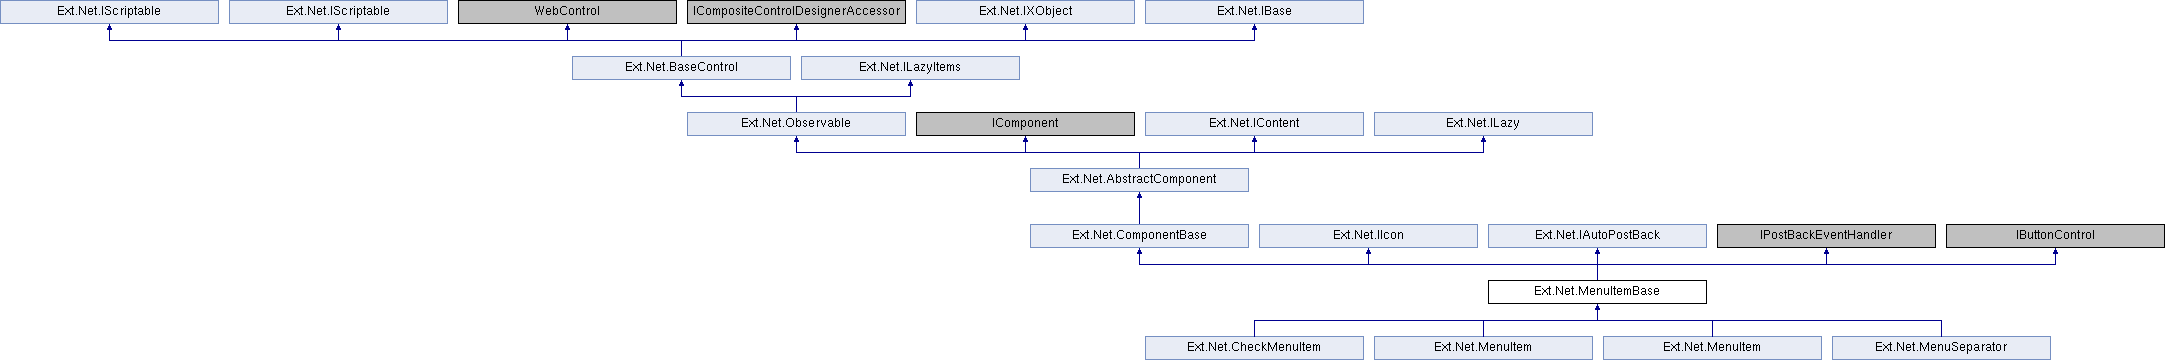 Ext.Net.IScriptable
Ext.Net.IScriptable
WebControl
ICompositeControlDesignerAccessor
Ext.Net.IXObject
Ext.Net.IBase
Ext.Net.BaseControl
Ext.Net.ILazyItems
Ext.Net.Observable
IComponent
Ext.Net.IContent
Ext.Net.ILazy
Ext.Net.AbstractComponent
Ext.Net.ComponentBase
Ext.Net.IIcon
Ext.Net.IAutoPostBack
IPostBackEventHandler
IButtonControl
Ext.Net.MenuItemBase
Ext.Net.CheckMenuItem
Ext.Net.MenuItem
Ext.Net.MenuItem
Ext.Net.MenuSeparator